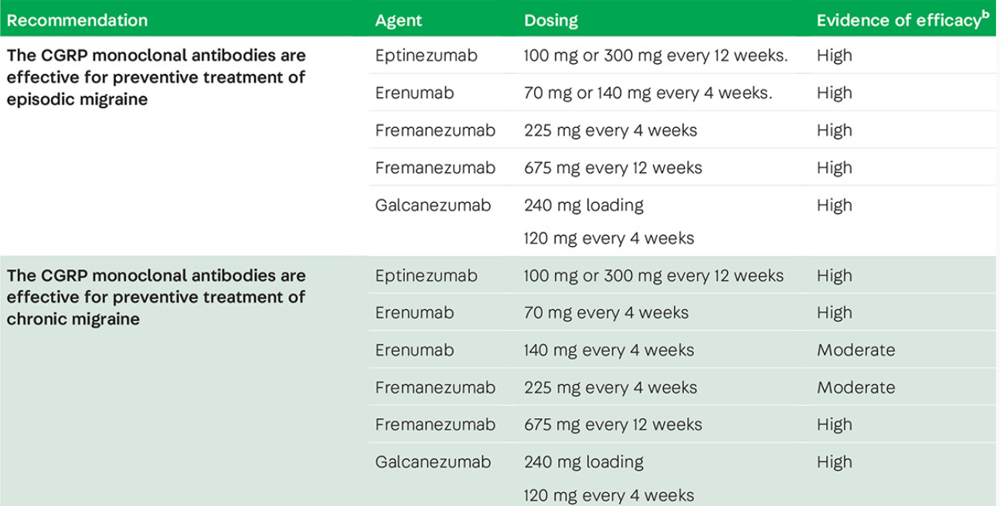 Recommendation Agent Dosing Evidence of efficacyb
The CGRP monoclonal antibodies are Eptinezumab 100 mg or 300 mg every 12 weeks. High
effective for preventive treatment of
episodic migraine Erenumab 70 mg or 140 mg every 4 weeks. High
Fremanezumab 225 mg every 4 weeks High
Fremanezumab 675 mg every 12 weeks High
Galcanezumab 240 mg loading High
120 mg every 4 weeks
The CGRP monoclonal antibodies are Eptinezumab 100 mg or 300 mg every 12 weeks High
effective for preventive treatment of
chronic migraine Erenumab 70 mg every 4 weeks High
Erenumab 140 mg every 4 weeks Moderate
Fremanezumab 225 mg every 4 weeks Moderate
Fremanezumab 675 mg every 12 weeks High
Galcanezumab 240 mg loading High
120 mg every 4 weeks